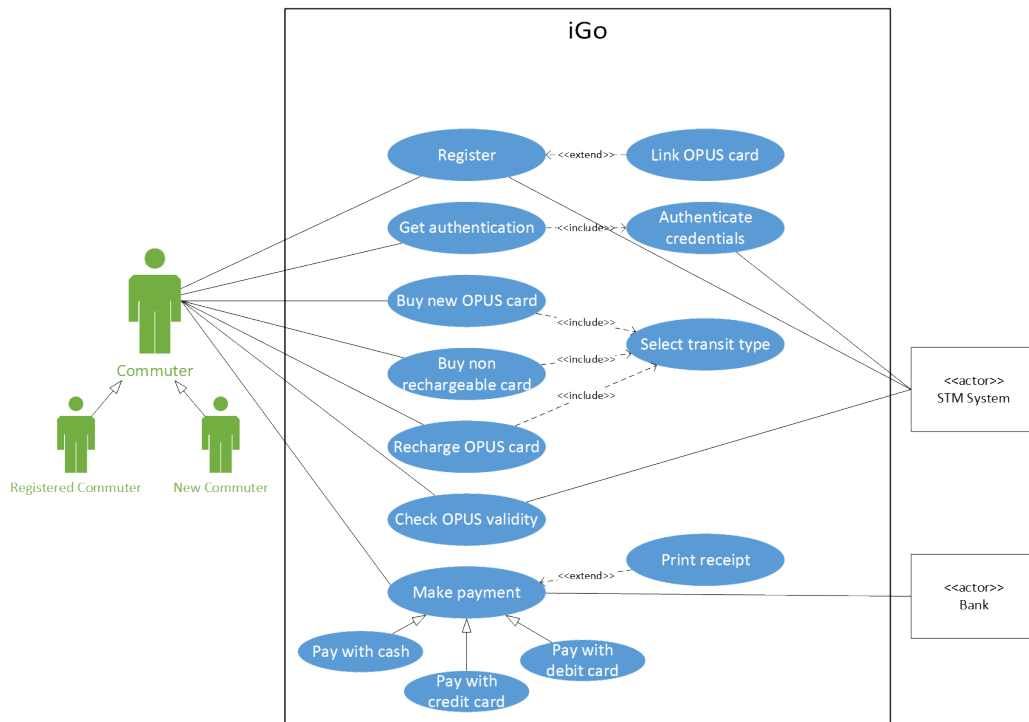 iGo
Register
<<extend>>
Link OPUS card
Get authentication
<<include>>
Authenticate
credentials
Buy new OPUS card
<<include>>
Select transit type
Buy non
rechargeable card
<<include>>
<<include>>
Recharge OPUS card
Commuter
Registered Commuter
New Commuter
<<actor>>
STM System
Check OPUS validity
Print receipt
<<extend>>
Make payment
<<actor>>
Bank
Pay with cash
Pay with
credit card
Pay with
debit card